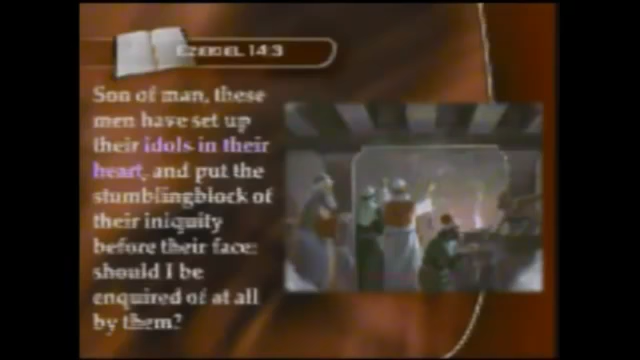 EZEKIEL 14:3
Son of man, these
men have set up
their idols in their
heart, and put the
stumblingblock of
their iniquity
before their face:
should I be
enquired of at all
by them?